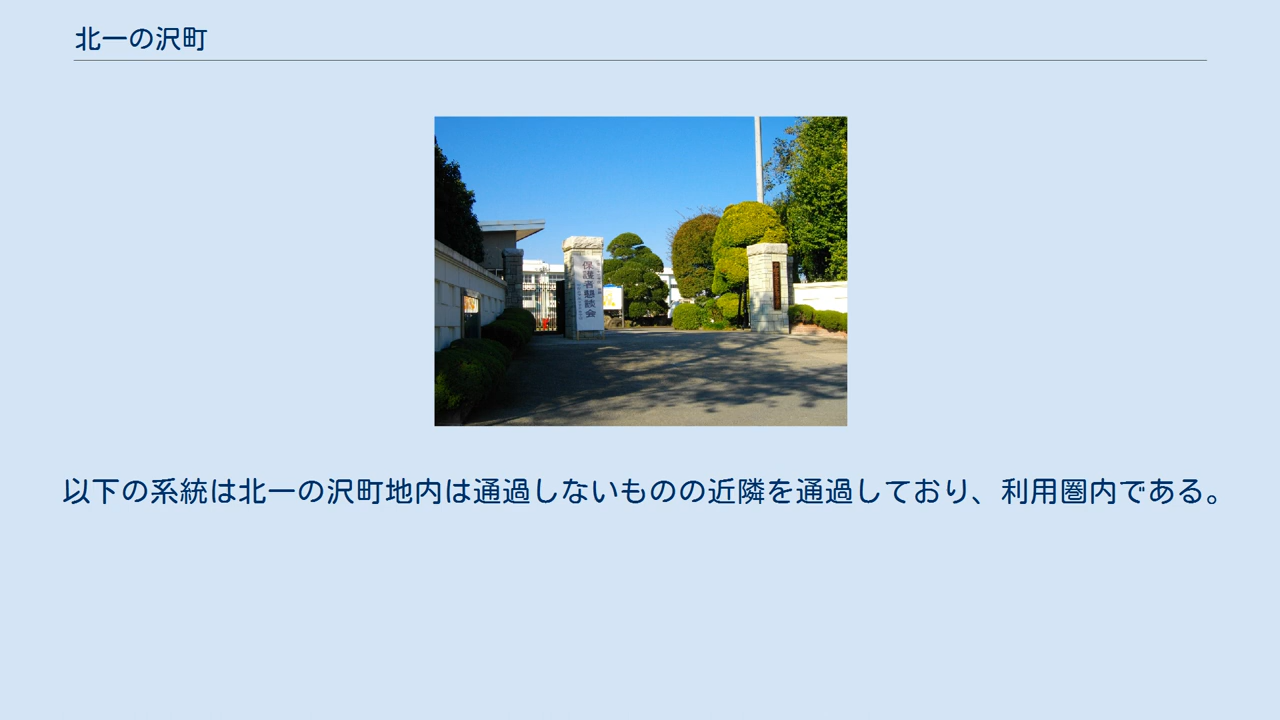 北一の沢町
保護者懇談会
以下の系統は北一の沢町地内は通過しないものの近隣を通過しており、利用圏内である。